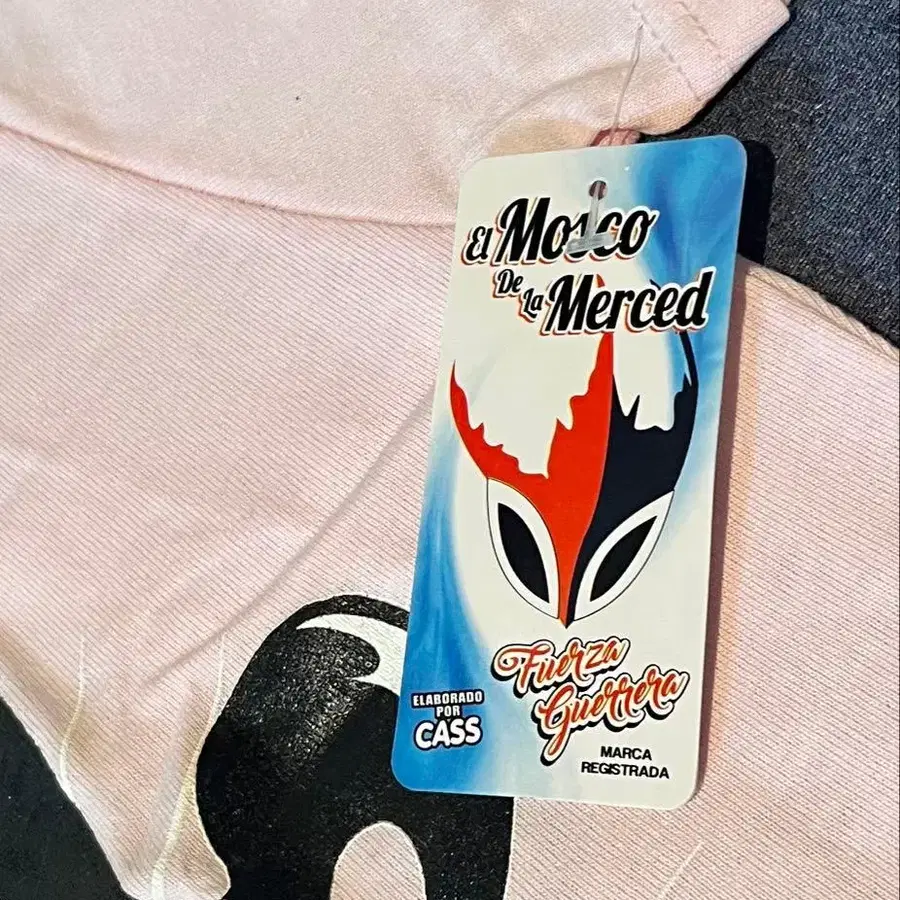 El Mosco
De La Merced
Fuerza
Guerrera
ELABORADO
POR
CASS
MARCA
REGISTRADA